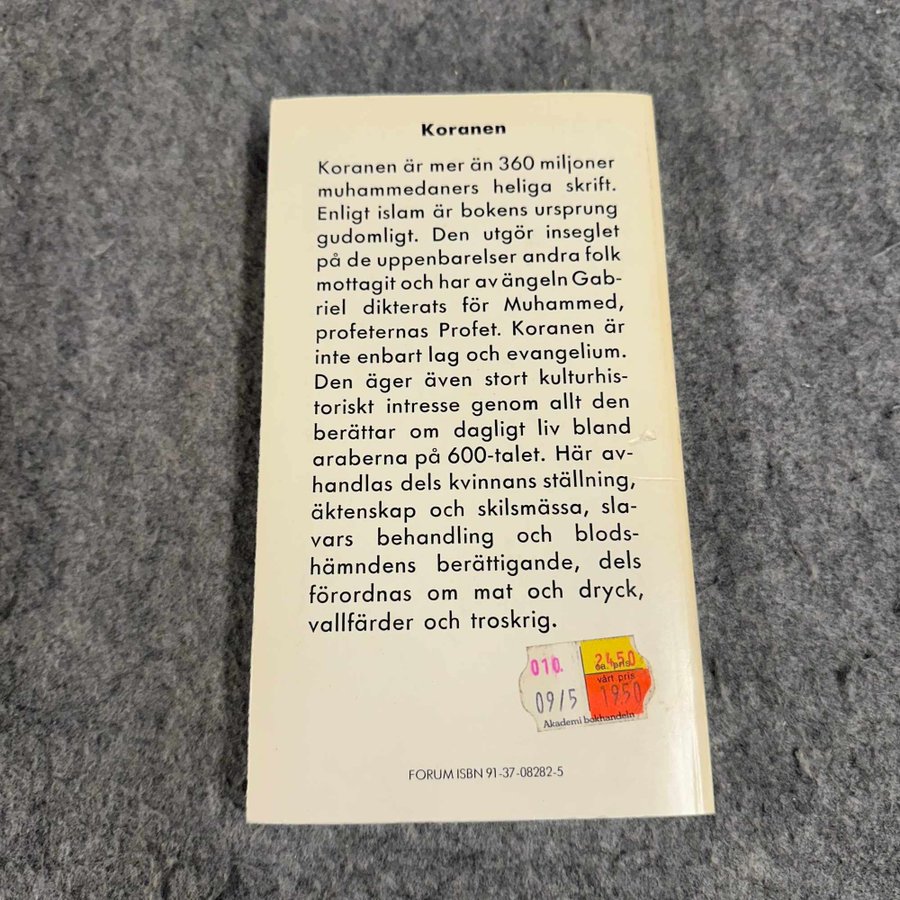 Koranen
Koranen är mer än 360 miljoner
muhammedaners heliga skrift.
Enligt islam är bokens ursprung
gudomligt. Den utgör inseglet
på de uppenbarelser andra folk
mottagit och har av ängeln Gab-
riel dikterats för Muhammed,
profeternas Profet. Koranen är
inte enbart lag och evangelium.
Den äger även stort kulturhis-
toriskt intresse genom allt den
berättar om dagligt liv bland
araberna på 600-talet. Här av-
handlas dels kvinnans ställning,
äktenskap och skilsmässa, sla-
vars behandling och blods-
hämndens berättigande, dels
förordnas om mat och dryck,
vallfärder och troskrig.
010. 2450
ca. pris
vårt pris
09/5 1950
Akademi bokhandeln
FORUM ISBN 91-37-08282-5